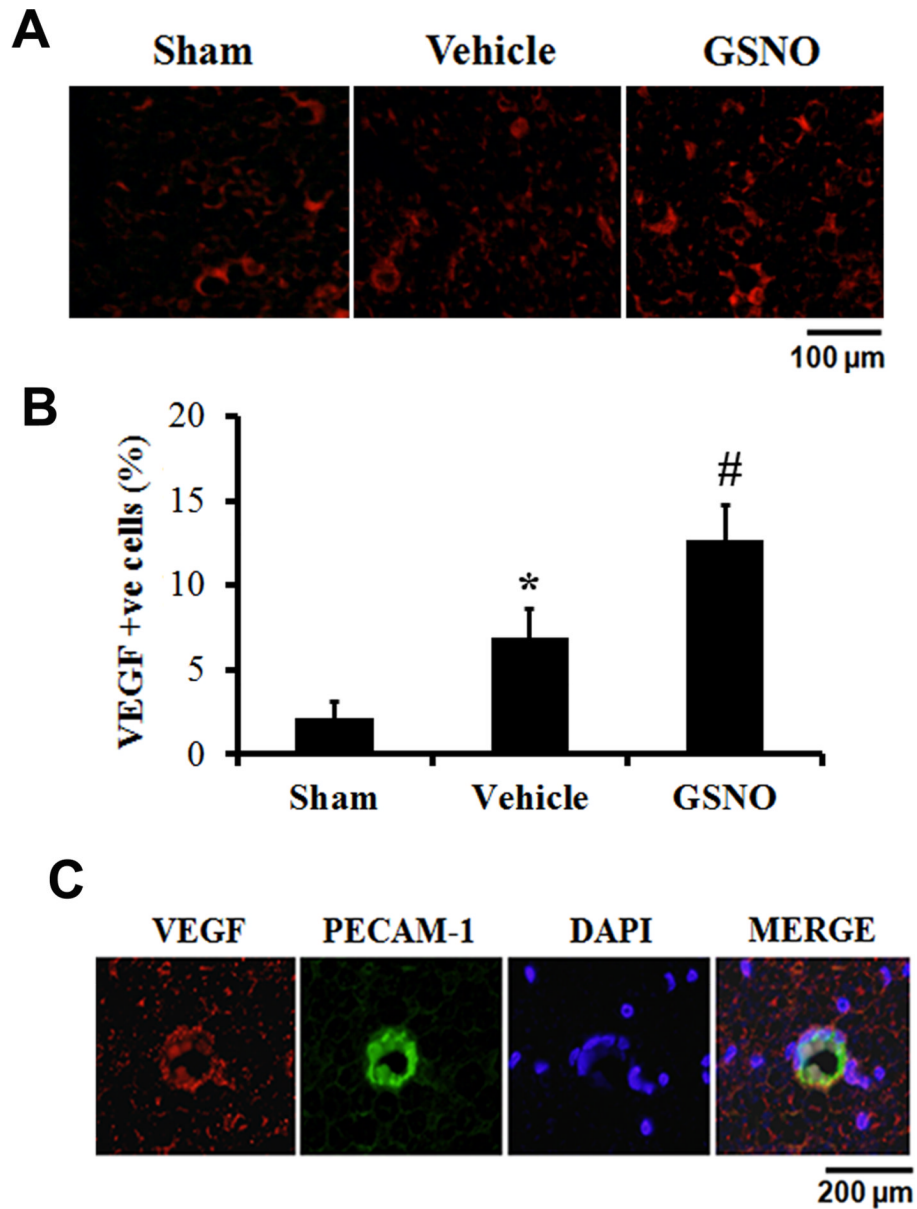 A
Sham Vehicle GSNO
100 µm
B
VEGF +ve cells (%)
20
15
10
5
0
*
#
Sham Vehicle GSNO
C
VEGF PECAM-1 DAPI MERGE
200 µm